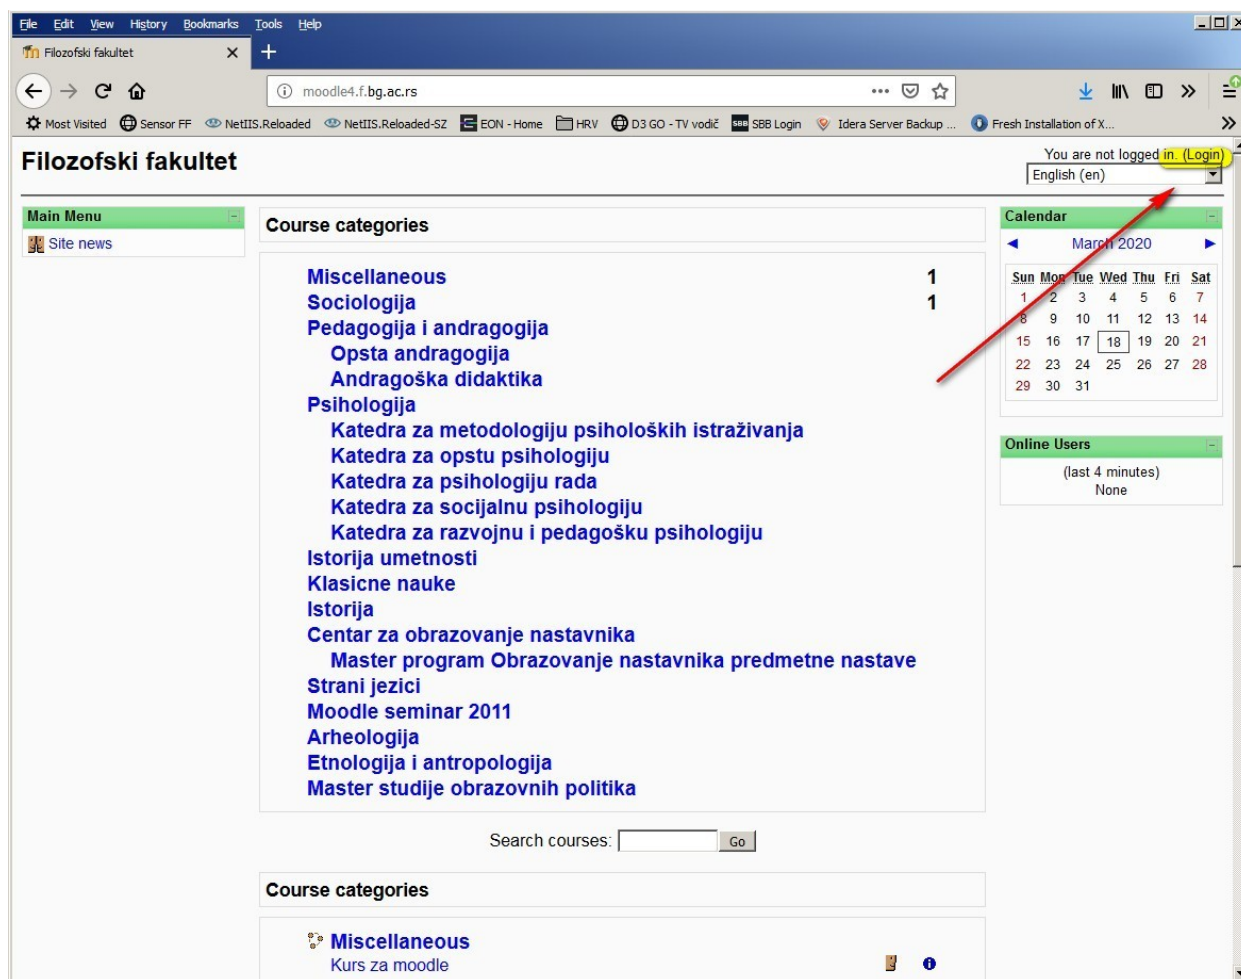 File Edit View History Bookmarks Tools Help
Filozofski fakultet
moodle4.f.bg.ac.rs
Most Visited Sensor FF NetIIS.Reloaded NetIIS.Reloaded-SZ EON - Home HRV D3 GO - TV vodič SBB Login Idera Server Backup ... Fresh Installation of X...
Filozofski fakultet
You are not logged in. (Login)
English (en)
Main Menu
Site news
Course categories
Miscellaneous 1
Sociologija 1
Pedagogija i andragogija
Opsta andragogija
Andragoška didaktika
Psihologija
Katedra za metodologiju psiholoških istraživanja
Katedra za opstu psihologiju
Katedra za psihologiju rada
Katedra za socijalnu psihologiju
Katedra za razvojnu i pedagošku psihologiju
Istorija umetnosti
Klasicne nauke
Istorija
Centar za obrazovanje nastavnika
Master program Obrazovanje nastavnika predmetne nastave
Strani jezici
Moodle seminar 2011
Arheologija
Etnologija i antropologija
Master studije obrazovnih politika
Search courses: Go
Course categories
Miscellaneous
Kurs za moodle
Calendar
March 2020
Sun Mon Tue Wed Thu Fri Sat
1 2 3 4 5 6 7
8 9 10 11 12 13 14
15 16 17 18 19 20 21
22 23 24 25 26 27 28
29 30 31
Online Users
(last 4 minutes)
None